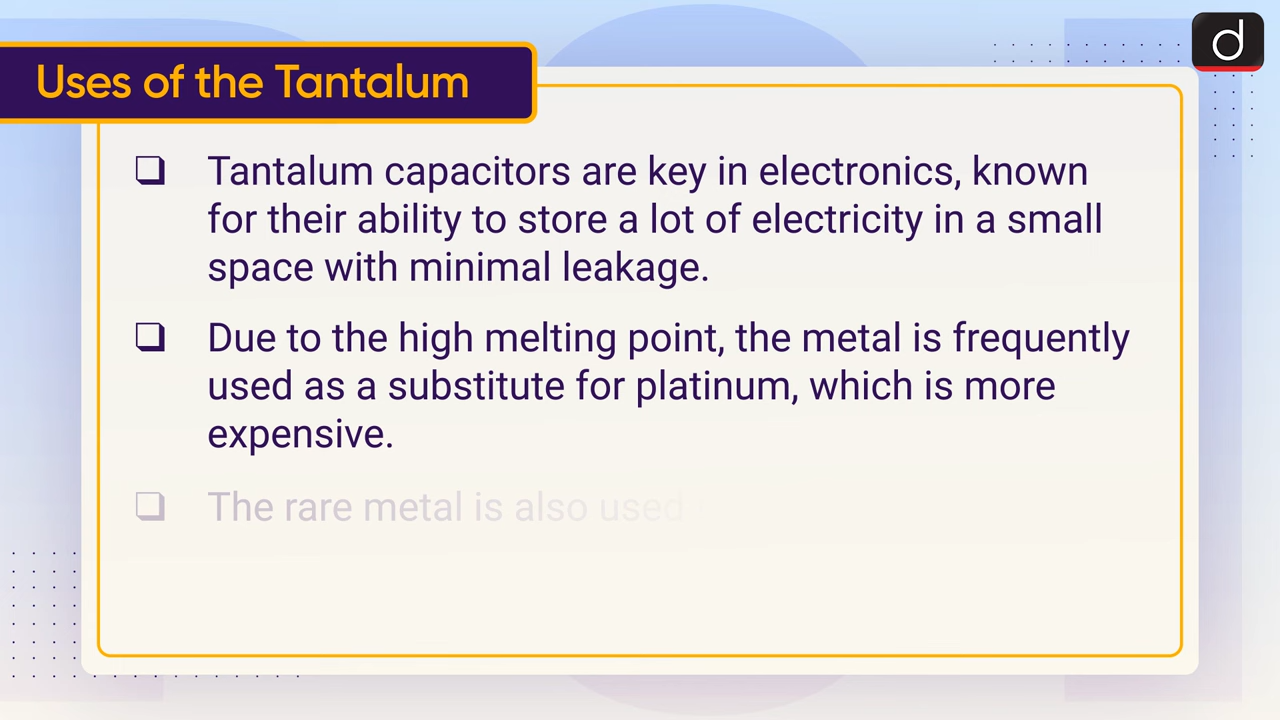 Uses of the Tantalum
d
❑ Tantalum capacitors are key in electronics, known
for their ability to store a lot of electricity in a small
space with minimal leakage.
❑ Due to the high melting point, the metal is frequently
used as a substitute for platinum, which is more
expensive.
❑ The rare metal is also used